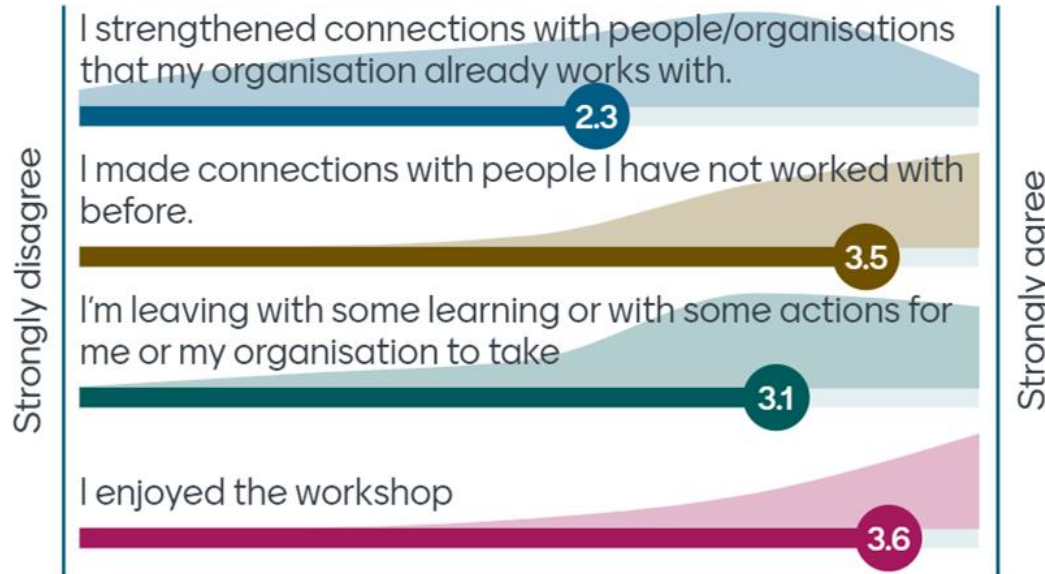 Strongly disagree
I strengthened connections with people/organisations
that my organisation already works with.
2.3
I made connections with people I have not worked with
before.
3.5
I'm leaving with some learning or with some actions for
me or my organisation to take
3.1
I enjoyed the workshop
3.6
Strongly agree